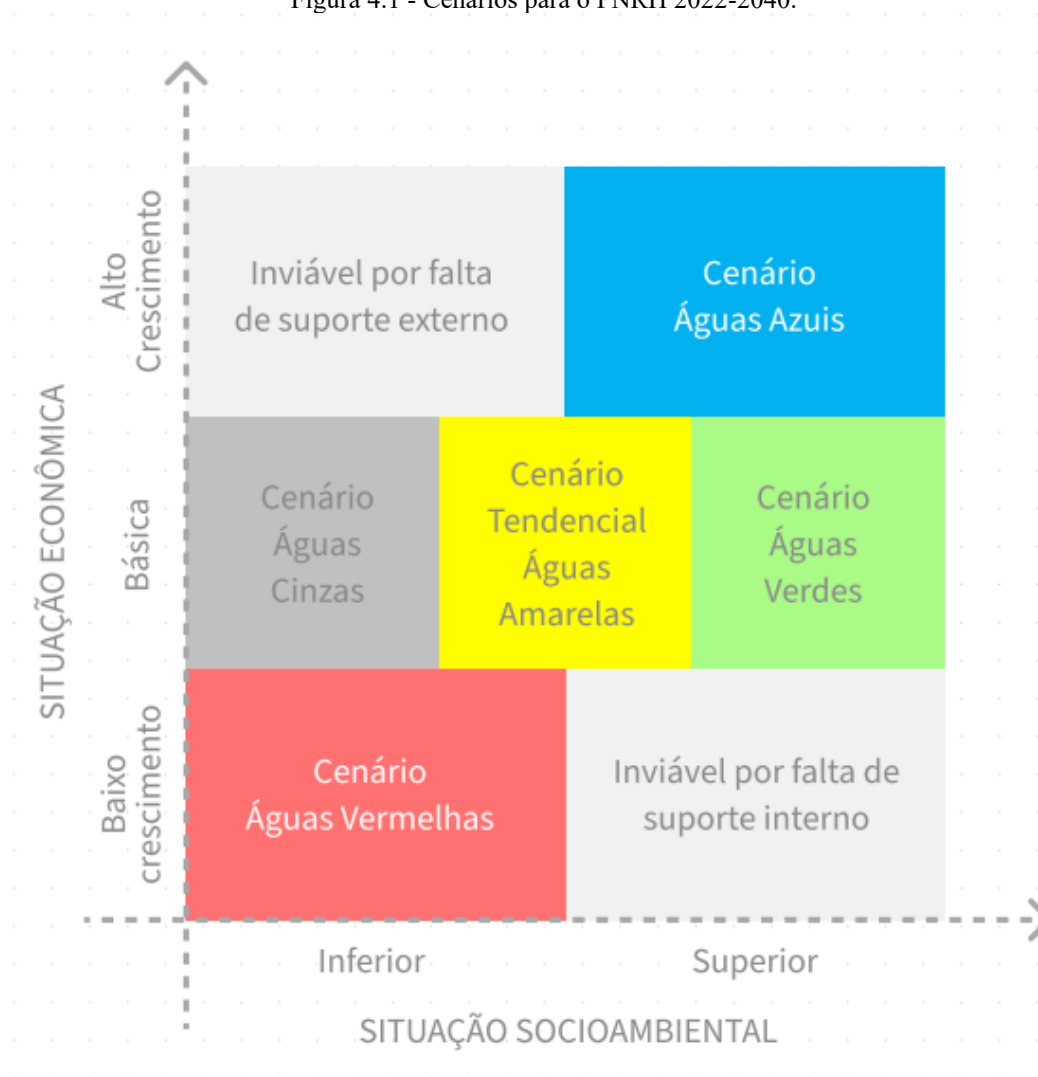 Figura 4.1 - Cenários para o PNRH 2022-2040.
SITUAÇÃO ECONÔMICA
Alto
Crescimento
Básica
Baixo
crescimento
Inviável por falta
de suporte externo
Cenário
Águas Azuis
Cenário
Águas
Cinzas
Cenário
Tendencial
Águas
Amarelas
Cenário
Águas
Verdes
Cenário
Águas Vermelhas
Inviável por falta de
suporte interno
Inferior
Superior
SITUAÇÃO SOCIOAMBIENTAL